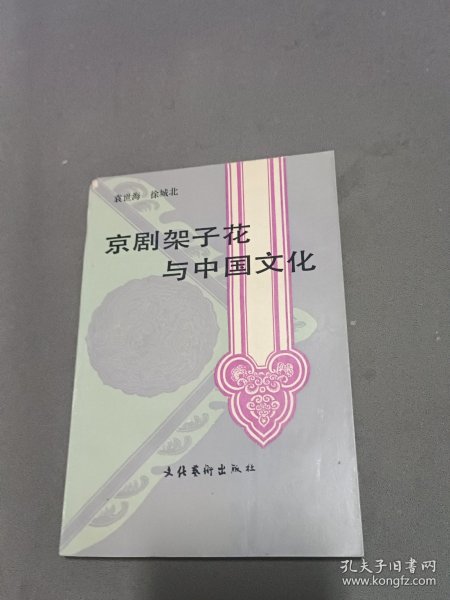 袁世海 徐城北
京剧架子花
与中国文化
文化艺術出版社
孔夫子旧书网
www.kongfz.com